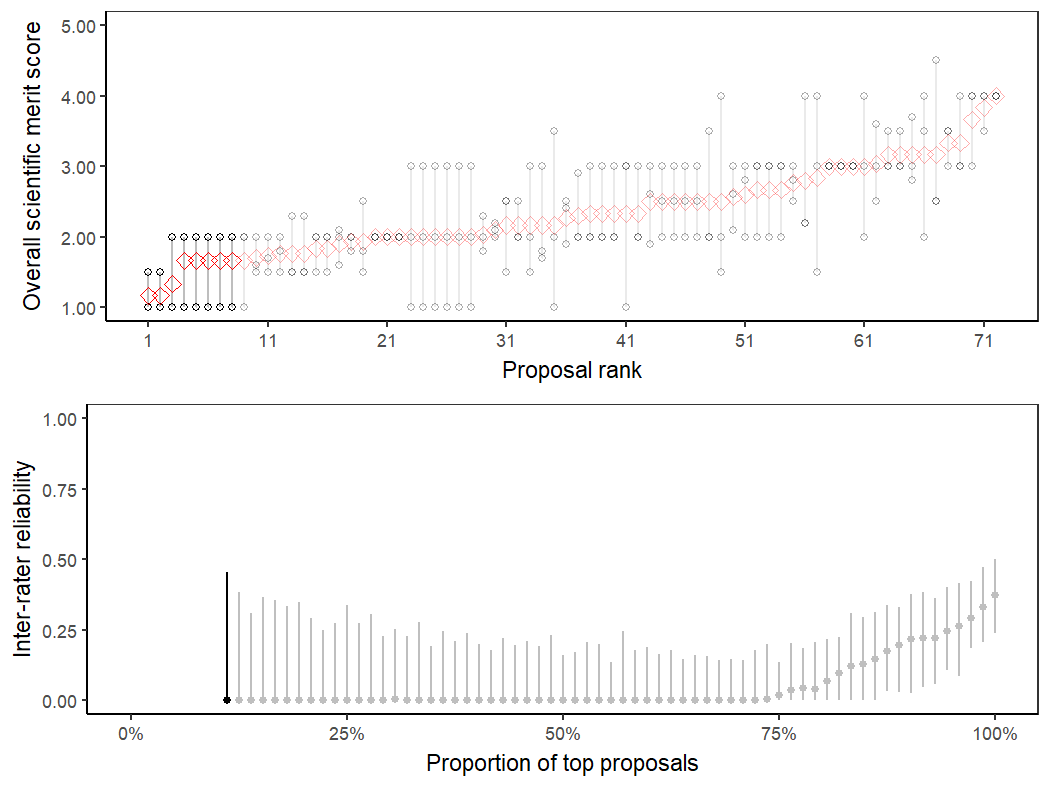 Overall scientific merit score
5.00
4.00
3.00
2.00
1.00
1 11 21 31 41 51 61 71
Proposal rank
Inter-rater reliability
1.00
0.75
0.50
0.25
0.00
0% 25% 50% 75% 100%
Proportion of top proposals